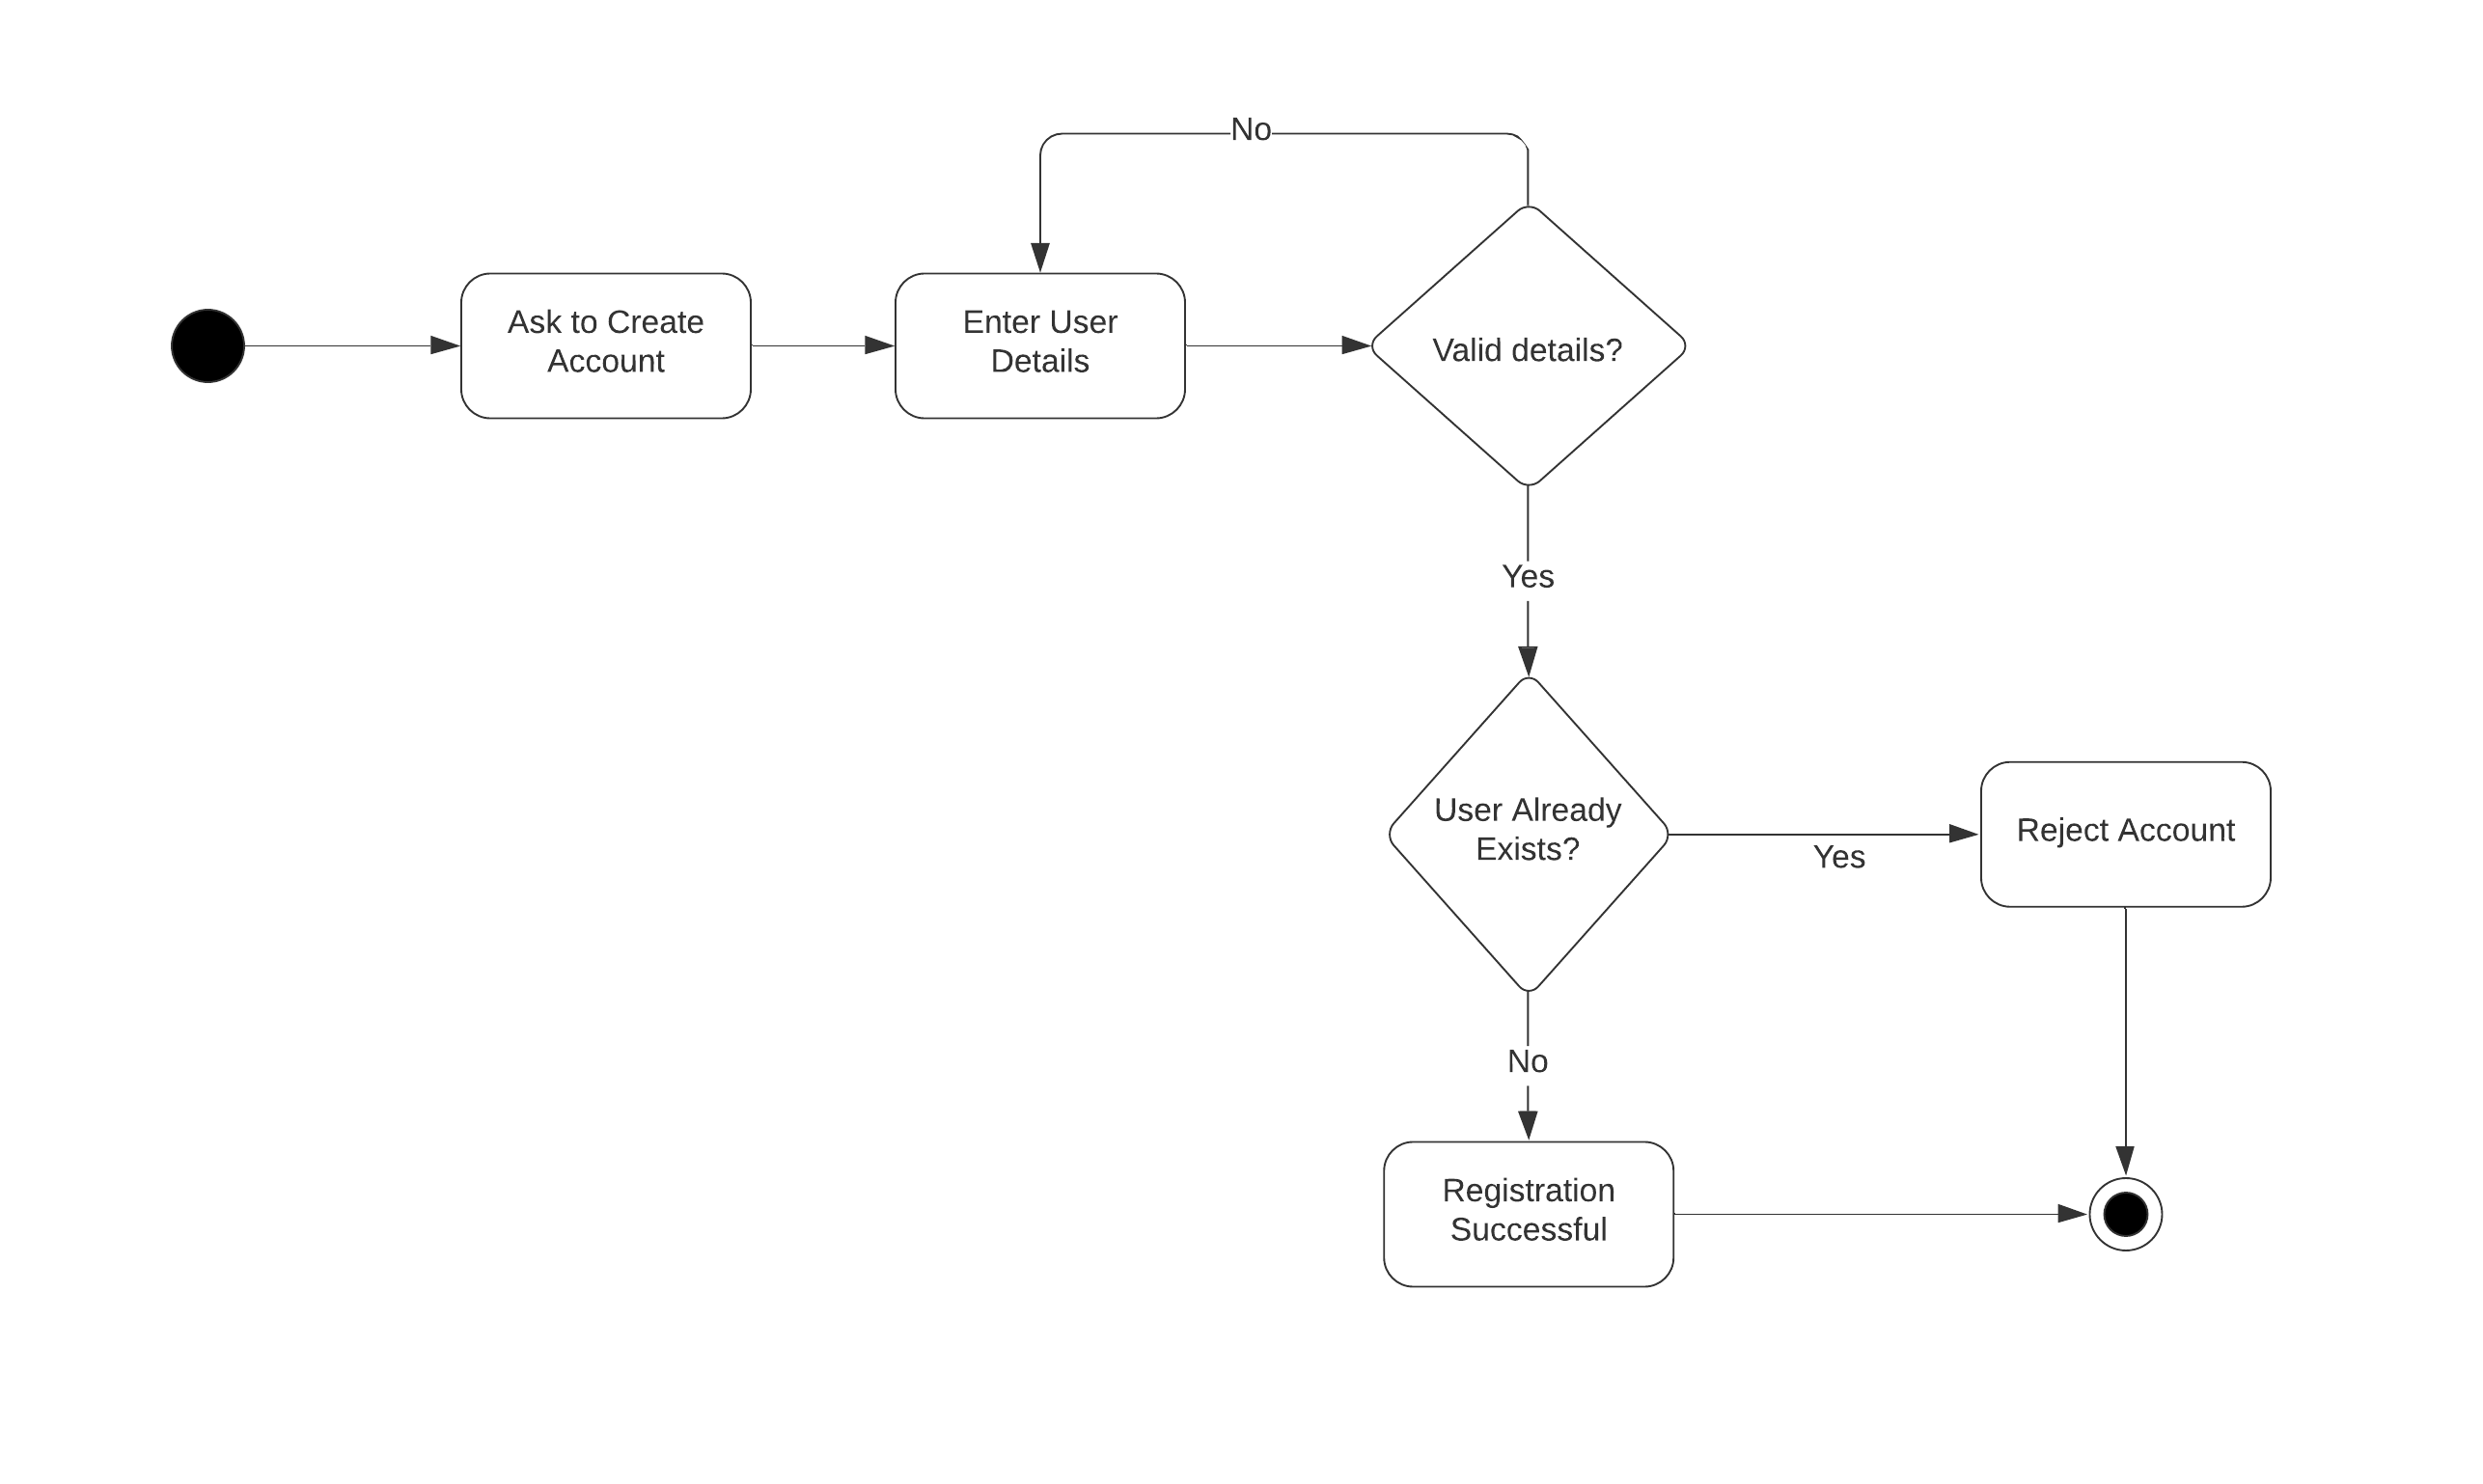 No
Ask to Create
Account
Enter User
Details
Valid details?
Yes
User Already
Exists?
Yes
Reject Account
No
Registration
Successful